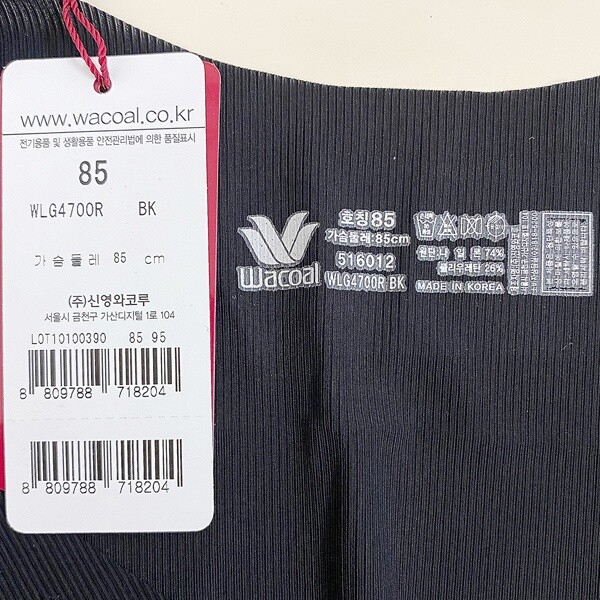 www.wacoal.co.kr
전기용품 및 생활용품 안전관리법에 의한 품질표시
85
WLG4700R BK
가슴둘레 85 cm
(주)신영와코루
서울시 금천구 가산디지털 1로 104
LOT10100390 85 95
8 809788 718204
8 809788 718204
Wacoal
호칭85
가슴둘레:85cm
516012
WLG4700R BK
원단:나 일 론 74%
폴리우레탄 26%
MADE IN KOREA